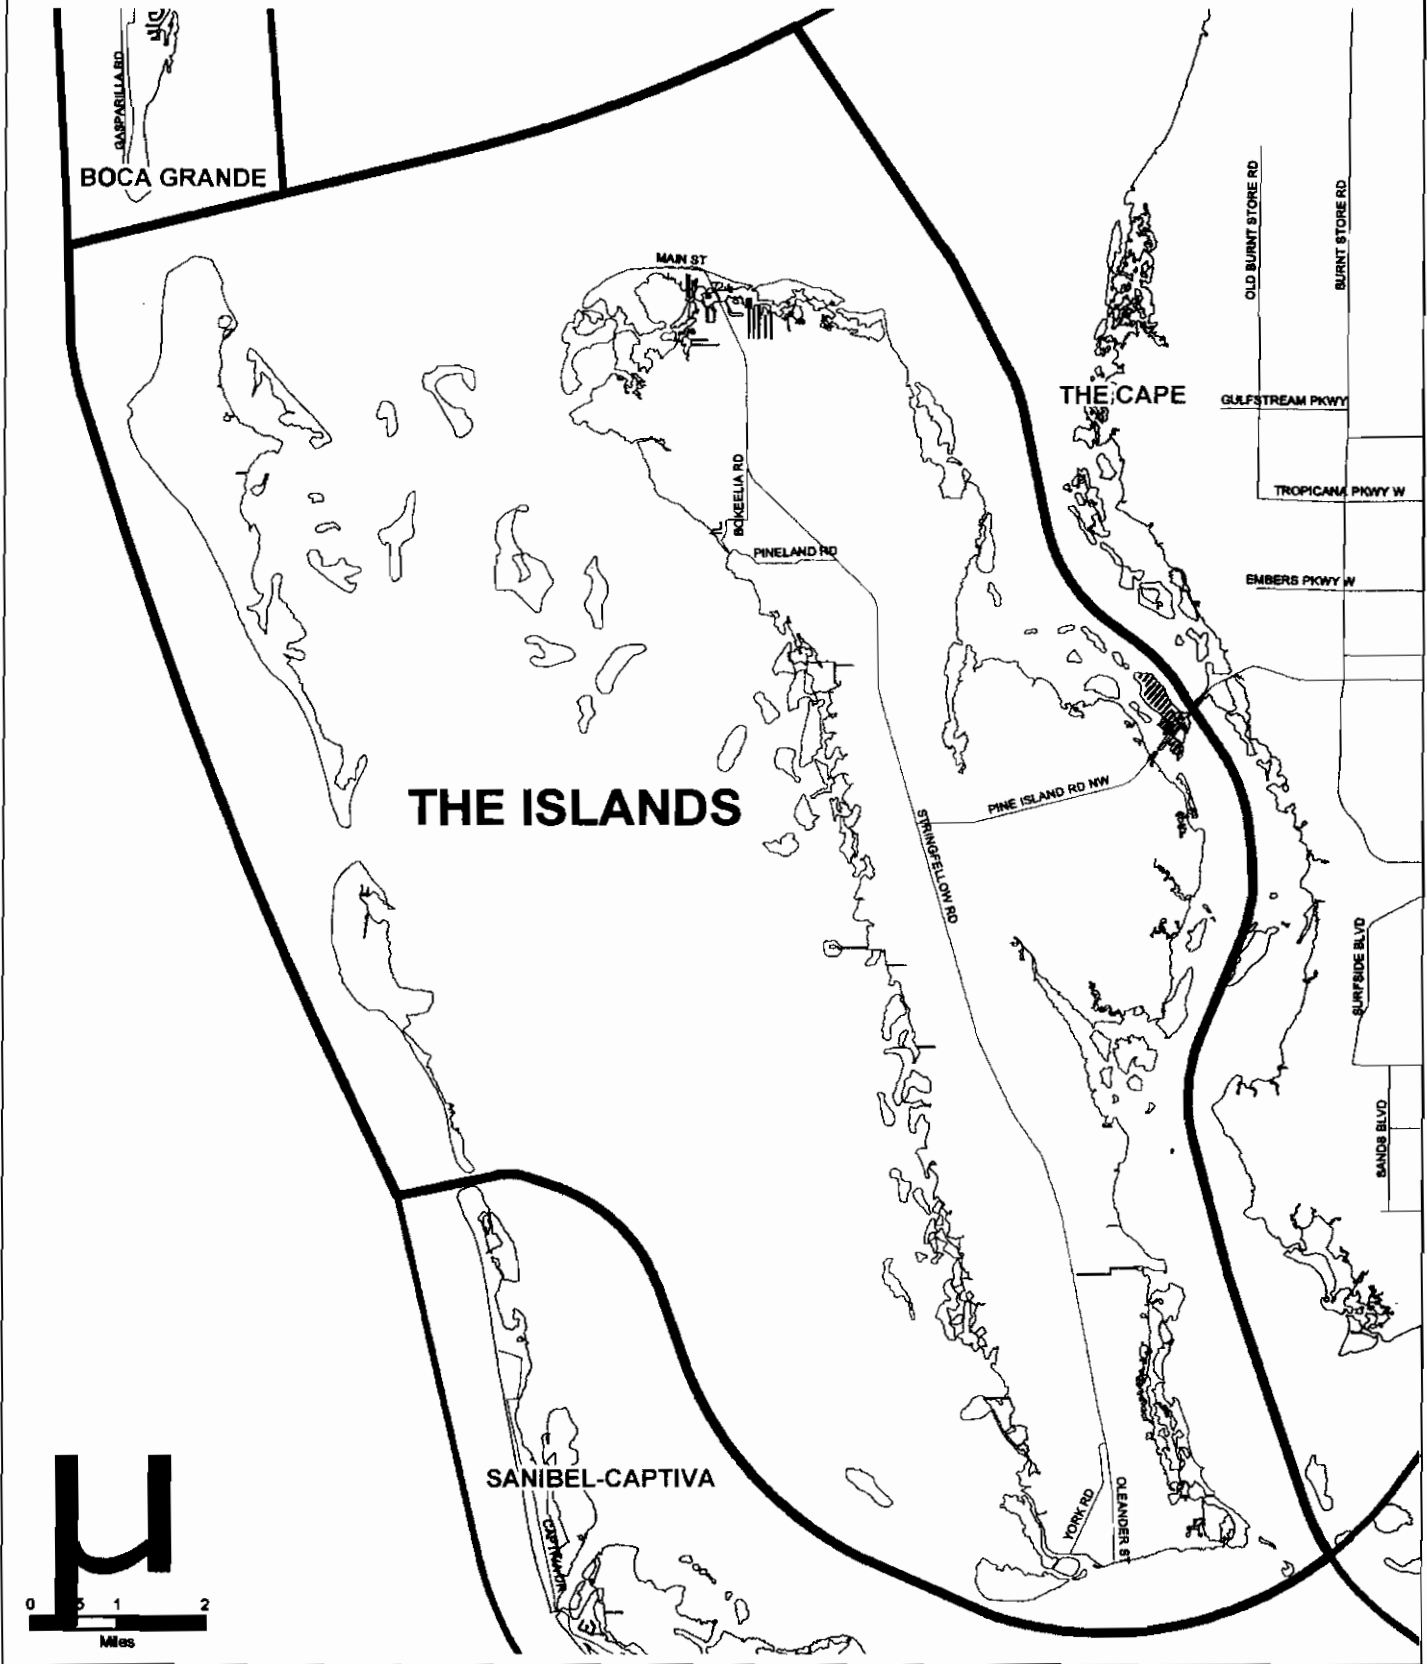 GASPARILLA RD
BOCA GRANDE
MAIN ST
OLD BURNT STORE RD
BURNT STORE RD
THE CAPE
GULFSTREAM PKWY
BOKEELIA RD
TROPICANA PKWY W
PINELAND RD
EMBERS PKWY W
THE ISLANDS
PINE ISLAND RD NW
STRINGFELLOW RD
SURFSIDE BLVD
SANDS BLVD
SANIBEL-CAPTIVA
YORK RD
OLEANDER ST
µ
0 5 1 2
Miles